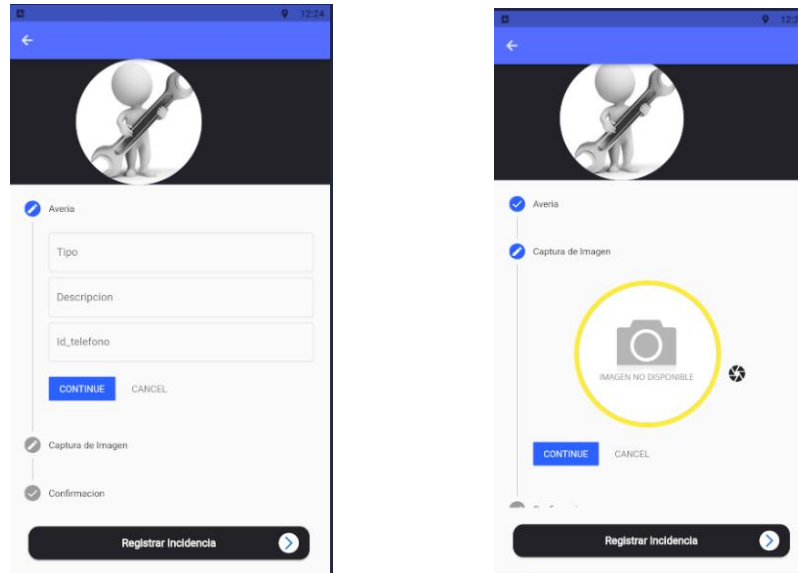 12:24
Averia
Tipo
Descripcion
Id_telefono
CONTINUE CANCEL
Captura de Imagen
Confirmacion
Registrar Incidencia
Averia
Captura de Imagen
IMAGEN NO DISPONIBLE
CONTINUE CANCEL
Registrar Incidencia